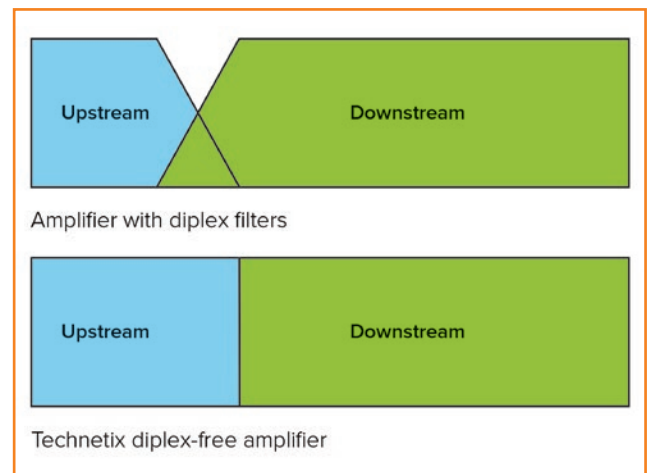 Upstream
Downstream
Amplifier with diplex filters
Upstream
Downstream
Technetix diplex-free amplifier